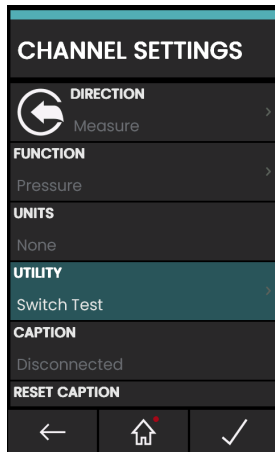 CHANNEL SETTINGS
DIRECTION
Measure
FUNCTION
Pressure
UNITS
None
UTILITY
Switch Test
CAPTION
Disconnected
RESET CAPTION